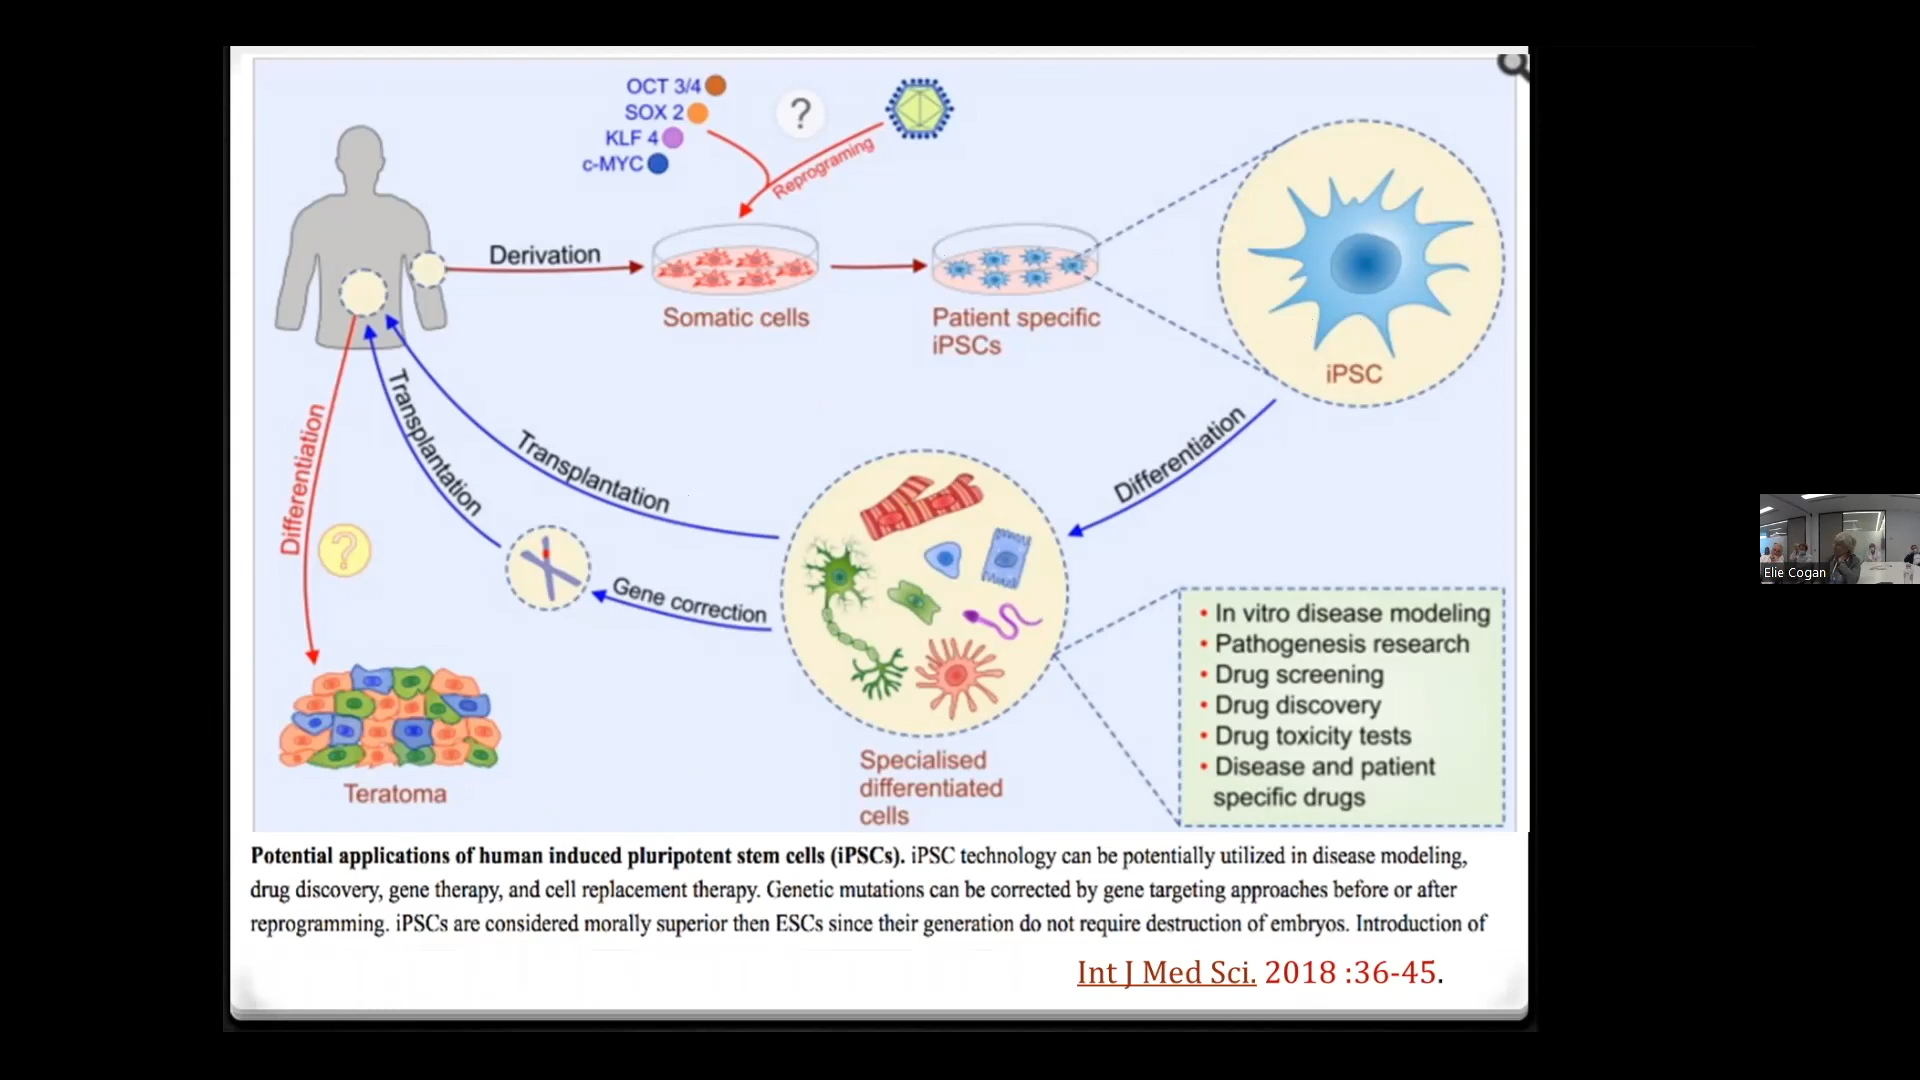 OCT 3/4
SOX 2
KLF 4
c-MYC
?
Reprograming
Derivation
Somatic cells
Patient specific
iPSCs
iPSC
Differentiation
Transplantation
Transplantation
Differentiation
?
Gene correction
Teratoma
Specialised
differentiated
cells
• In vitro disease modeling
• Pathogenesis research
• Drug screening
• Drug discovery
• Drug toxicity tests
• Disease and patient
specific drugs
Potential applications of human induced pluripotent stem cells (iPSCs). iPSC technology can be potentially utilized in disease modeling,
drug discovery, gene therapy, and cell replacement therapy. Genetic mutations can be corrected by gene targeting approaches before or after
reprogramming. iPSCs are considered morally superior then ESCs since their generation do not require destruction of embryos. Introduction of
Int J Med Sci. 2018 :36-45.
Elie Cogan